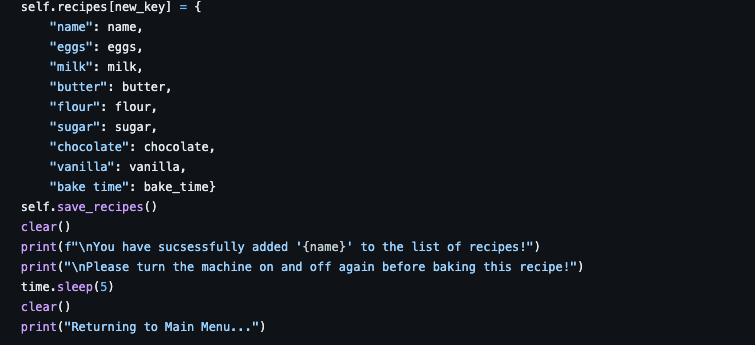 self.recipes[new_key] = {
    "name": name,
    "eggs": eggs,
    "milk": milk,
    "butter": butter,
    "flour": flour,
    "sugar": sugar,
    "chocolate": chocolate,
    "vanilla": vanilla,
    "bake time": bake_time}
self.save_recipes()
clear()
print(f"\nYou have sucsessfully added '{name}' to the list of recipes!")
print("\nPlease turn the machine on and off again before baking this recipe!")
time.sleep(5)
clear()
print("Returning to Main Menu...")